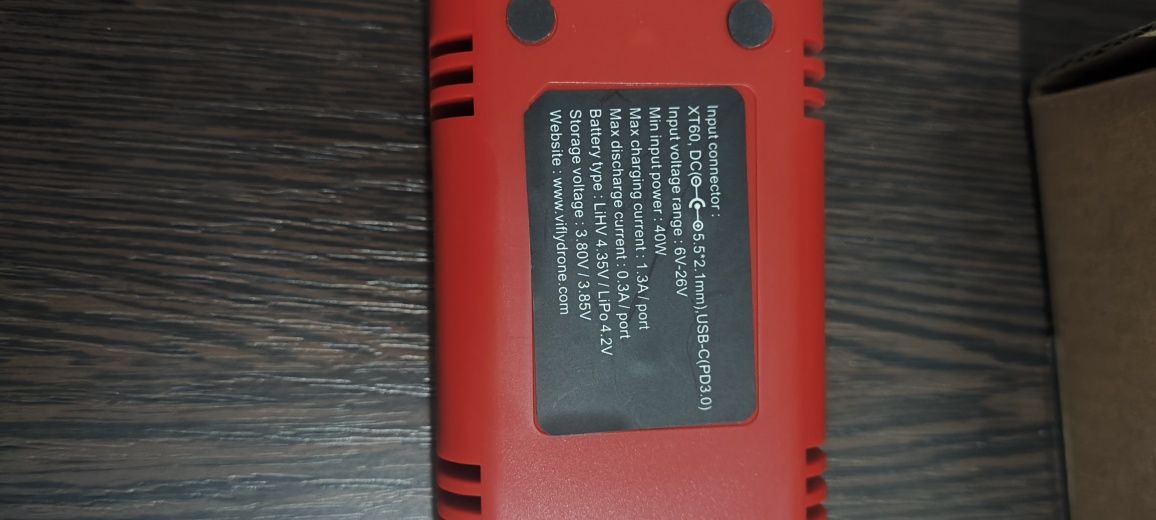 Input connector :
XT60, DC(5.5*2.1mm),USB-C(PD3.0)
Input voltage range : 6V-26V
Min input power : 40W
Max charging current : 1.3A / port
Max discharge current : 0.3A / port
Battery type : LiHV 4.35V / LiPo 4.2V
Storage voltage : 3.80V / 3.85V
Website : www.viflydrone.com